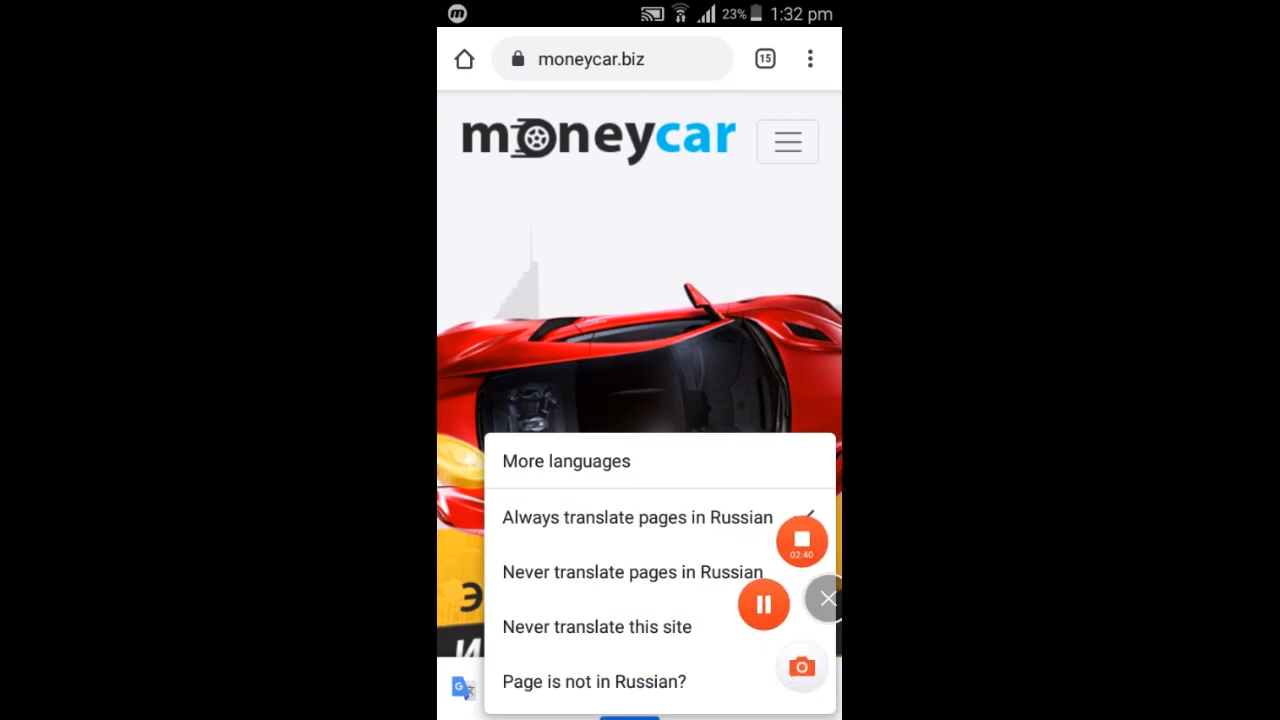 m
23% 1:32 pm
moneycar.biz
15
moneycar
More languages
Always translate pages in Russian
02:40
Never translate pages in Russian
Never translate this site
Page is not in Russian?
Э
И
G